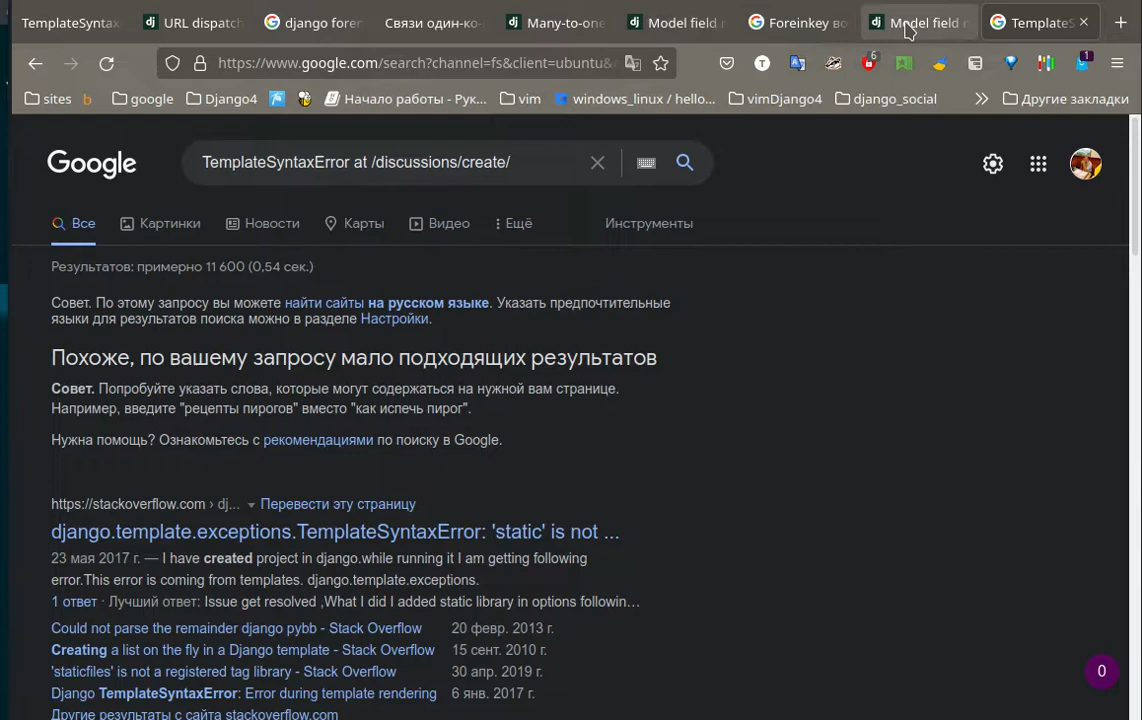 TemplateSyntax
dj URL dispatch
django foren
Связи один-ко-
dj Many-to-one
dj Model field r
Foreinkey во
dj Model field r
TemplateS
https://www.google.com/search?channel=fs&client=ubuntu&
6
1
sites
b
google
Django4
Начало работы - Рук...
vim
windows_linux / hello...
vimDjango4
django_social
Другие закладки
Google
TemplateSyntaxError at /discussions/create/
Все
Картинки
Новости
Карты
Видео
Ещё
Инструменты
Результатов: примерно 11 600 (0,54 сек.)
Совет. По этому запросу вы можете найти сайты на русском языке. Указать предпочтительные
языки для результатов поиска можно в разделе Настройки.
Похоже, по вашему запросу мало подходящих результатов
Совет. Попробуйте указать слова, которые могут содержаться на нужной вам странице.
Например, введите "рецепты пирогов" вместо "как испечь пирог".
Нужна помощь? Ознакомьтесь с рекомендациями по поиску в Google.
https://stackoverflow.com › dj... Перевести эту страницу
django.template.exceptions.TemplateSyntaxError: 'static' is not ...
23 мая 2017 г. — I have created project in django.while running it I am getting following
error.This error is coming from templates. django.template.exceptions.
1 ответ · Лучший ответ: Issue get resolved ,What I did I added static library in options followin...
Could not parse the remainder django pybb - Stack Overflow 20 февр. 2013 г.
Creating a list on the fly in a Django template - Stack Overflow 15 сент. 2010 г.
'staticfiles' is not a registered tag library - Stack Overflow 30 апр. 2019 г.
Django TemplateSyntaxError: Error during template rendering 6 янв. 2017 г.
Другие результаты с сайта stackoverflow.com
0